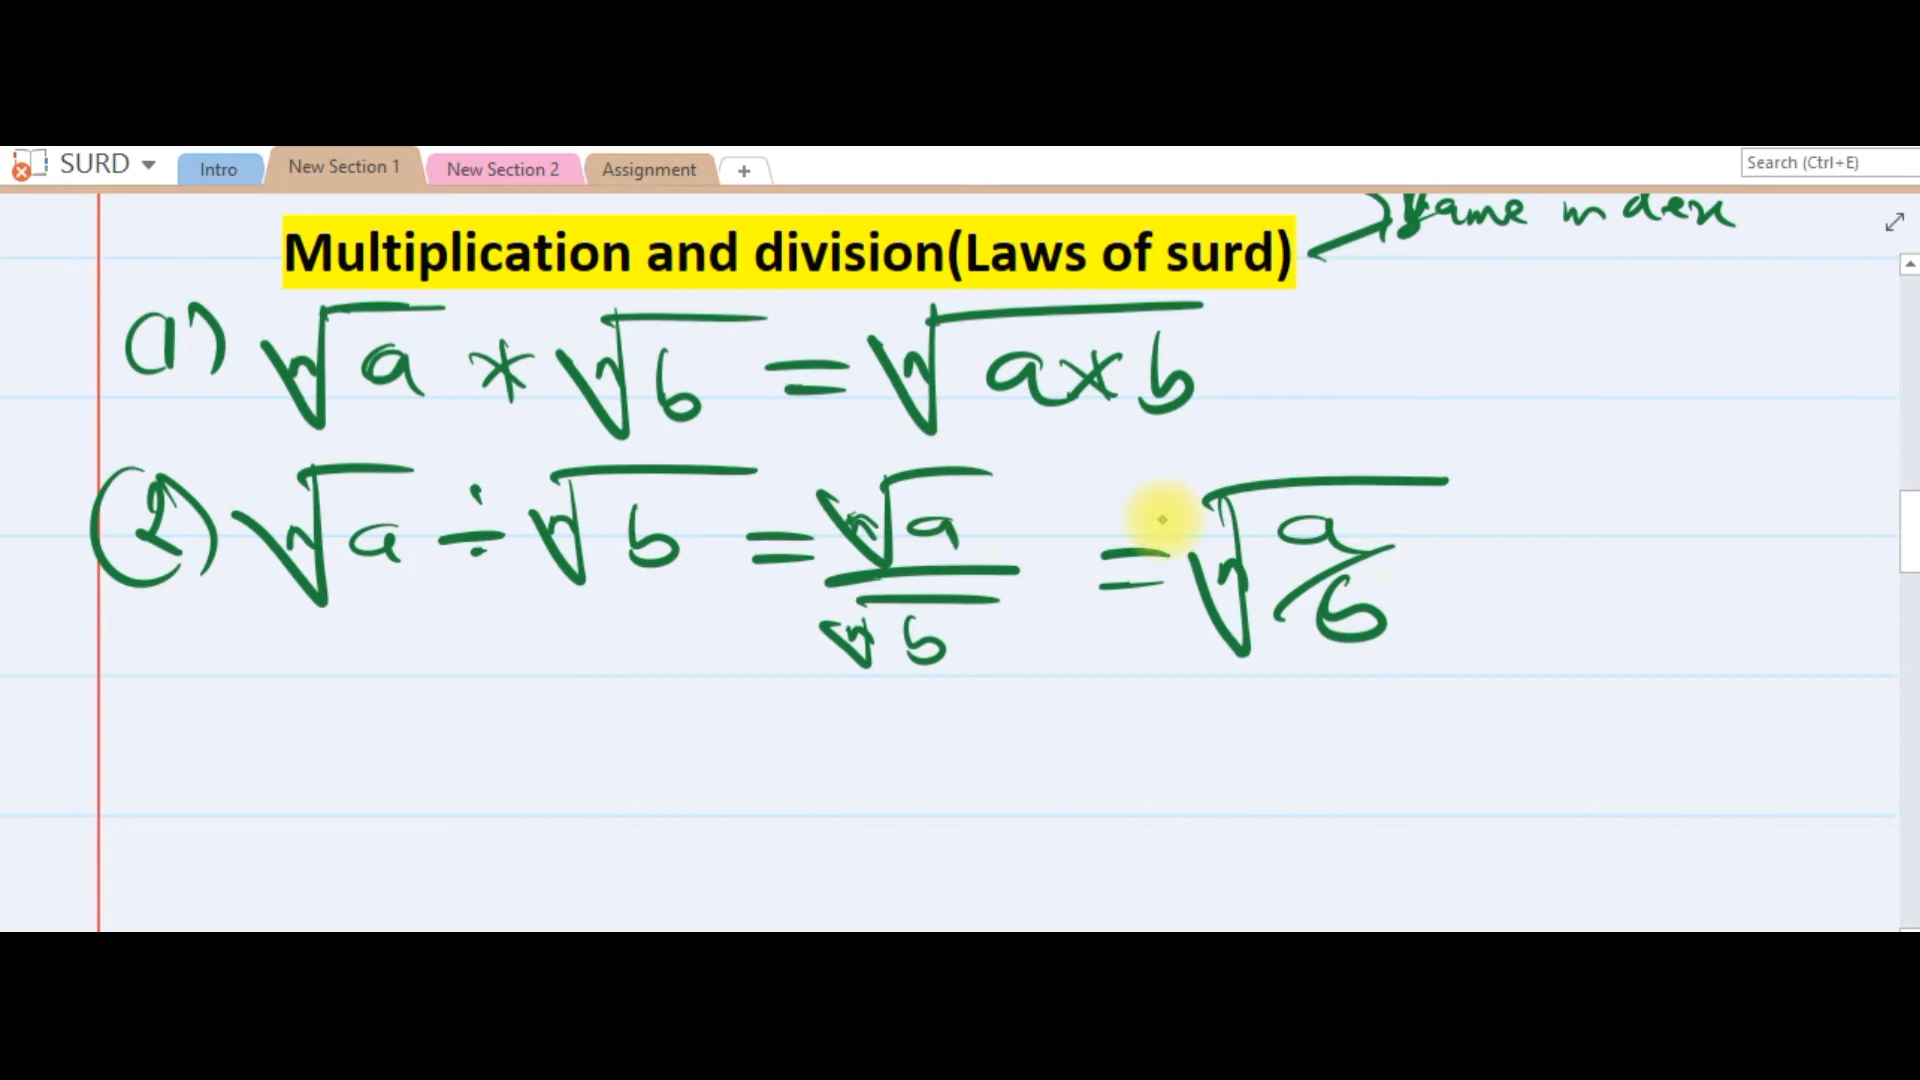 SURD Intro New Section 1 New Section 2 Assignment + Search (Ctrl+E)
same index
Multiplication and division(Laws of surd)
(1) ⁿ√a * ⁿ√b = ⁿ√a×b
(2) ⁿ√a ÷ ⁿ√b = ⁿ√a / ⁿ√b = ⁿ√a/b